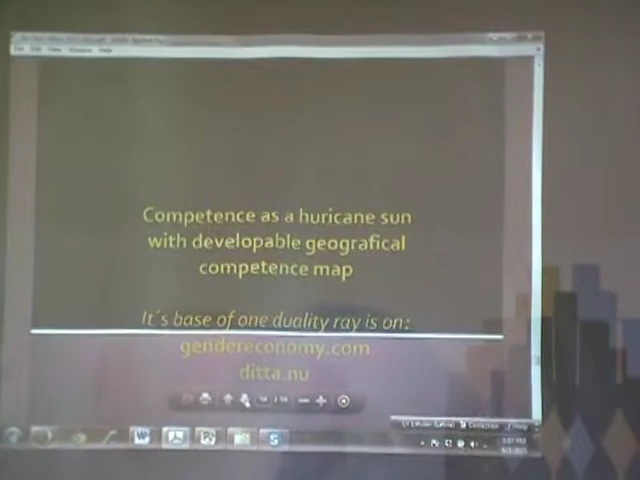 Competence as a huricane sun
with developable geografical
competence map
It's base of one duality ray is on:
gendereconomy.com
ditta.nu